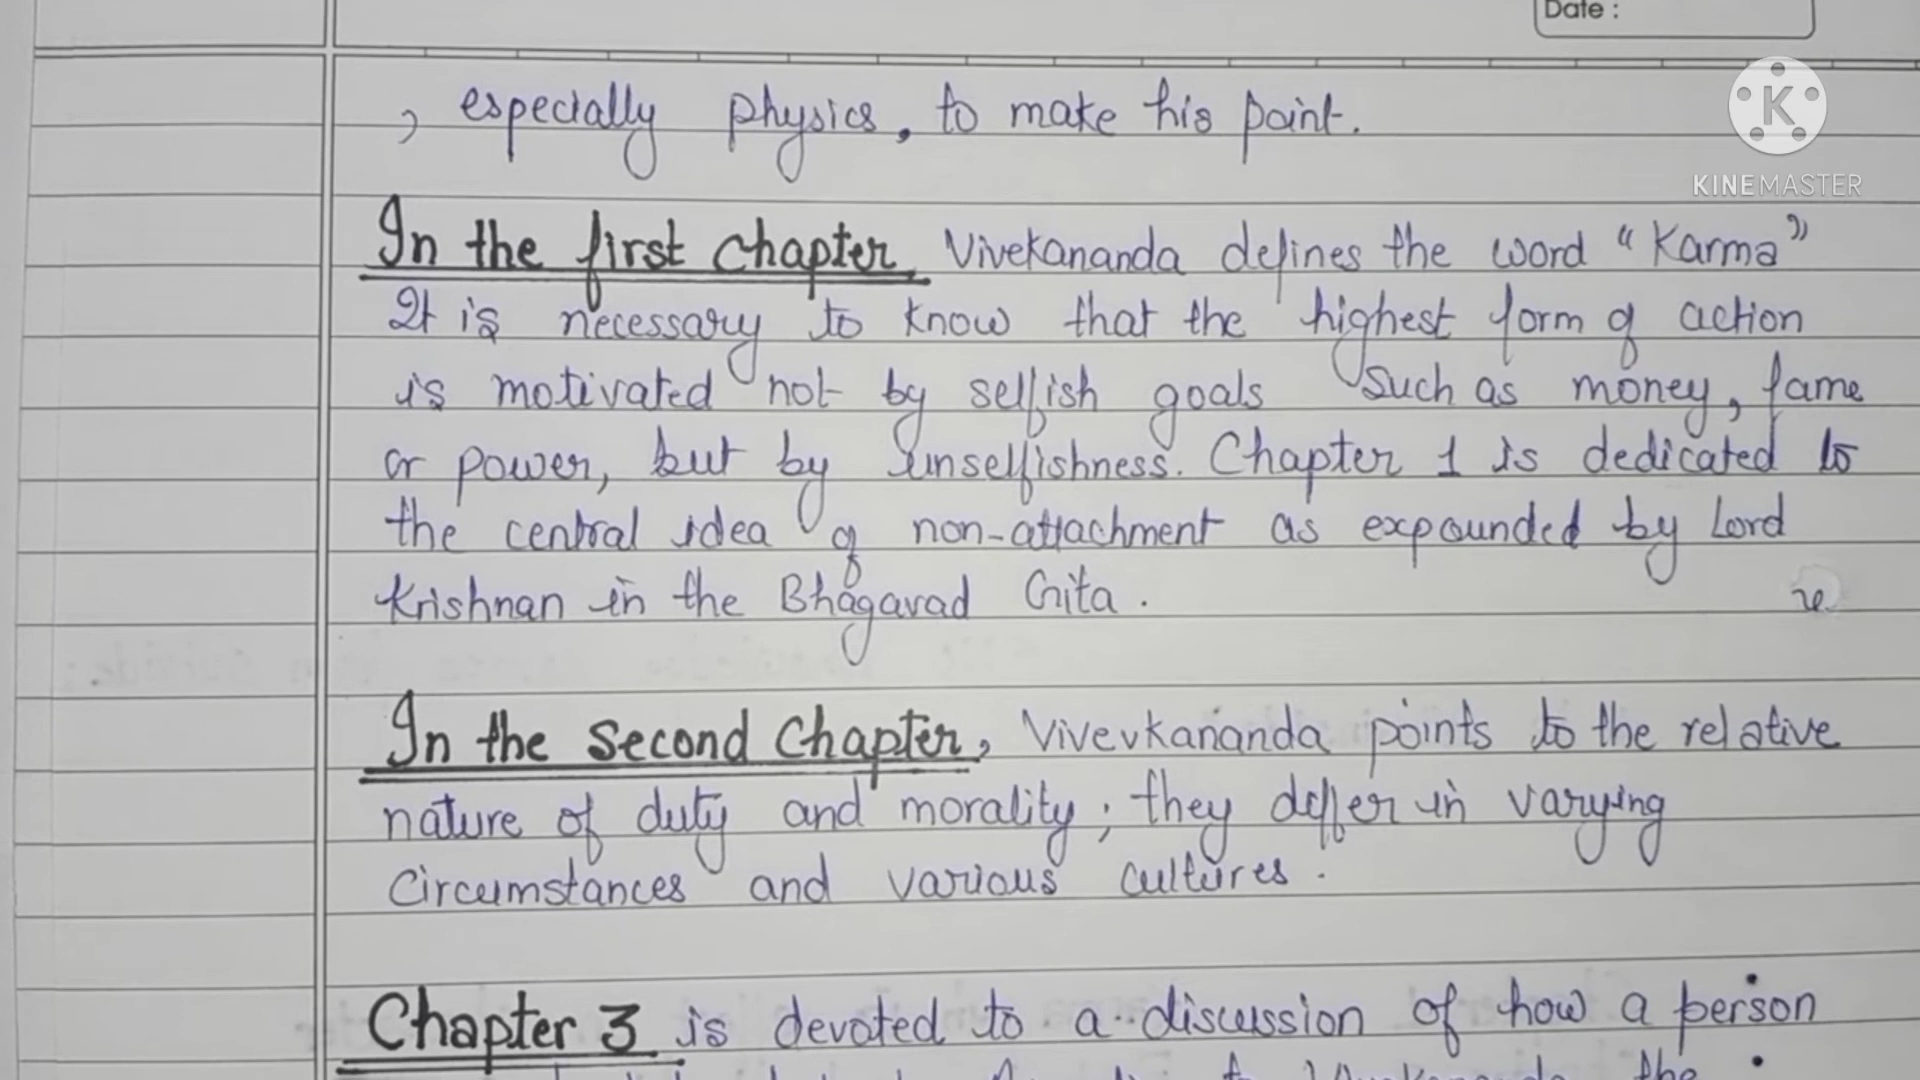 Date :
, especially physics, to make his point.
KINEMASTER
In the first chapter Vivekananda defines the word "Karma"
It is necessary to know that the highest form of action
is motivated not by selfish goals such as money, fame
or power, but by unselfishness. Chapter 1 is dedicated to
the central idea of non-attachment as expounded by Lord
Krishnan in the Bhagavad Gita.
In the second Chapter, Vivevkananda points to the relative
nature of duty and morality; they differ in varying
circumstances and various cultures.
Chapter 3 is devoted to a discussion of how a person
the